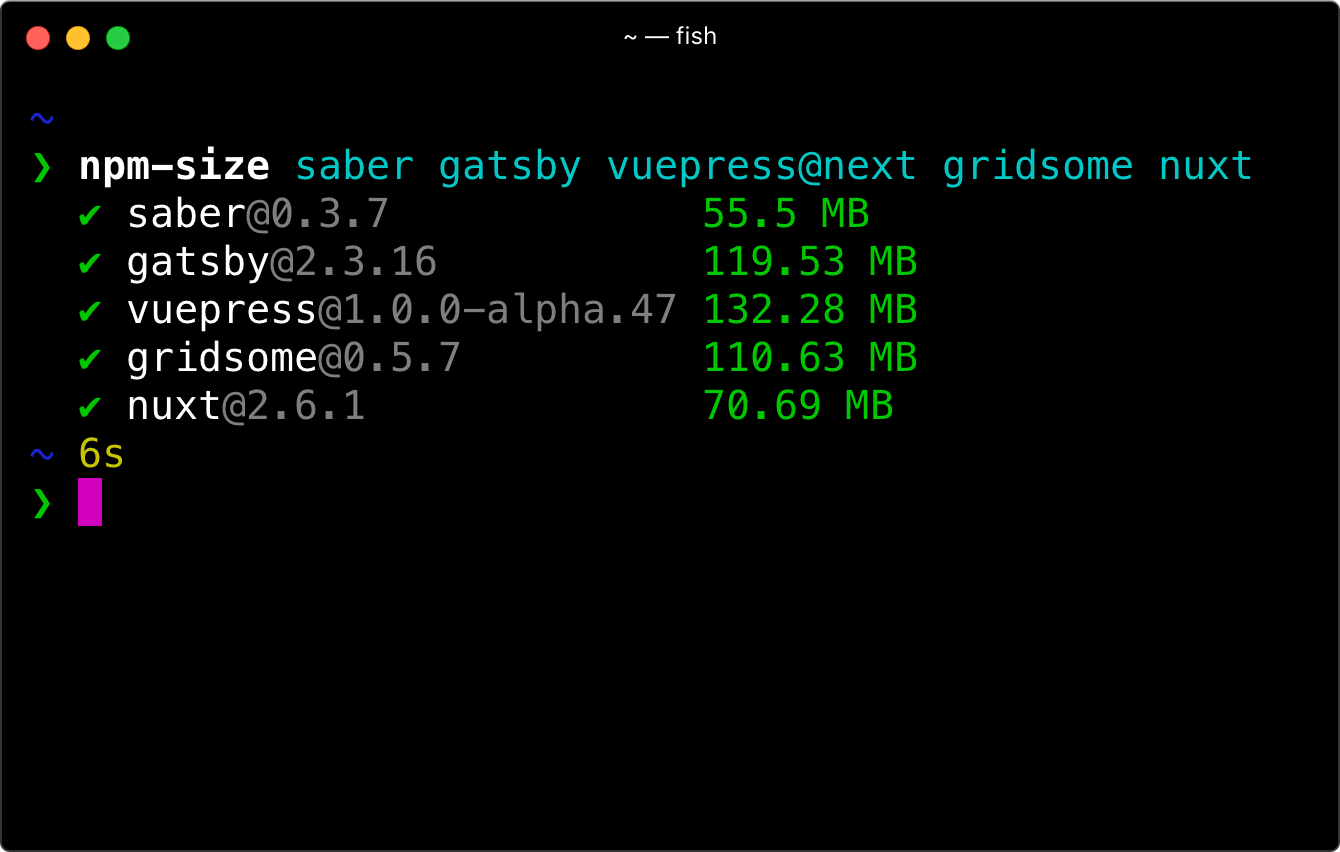 ~ — fish
~
❯ npm-size saber gatsby vuepress@next gridsome nuxt
✔ saber@0.3.7 55.5 MB
✔ gatsby@2.3.16 119.53 MB
✔ vuepress@1.0.0-alpha.47 132.28 MB
✔ gridsome@0.5.7 110.63 MB
✔ nuxt@2.6.1 70.69 MB
~ 6s
❯